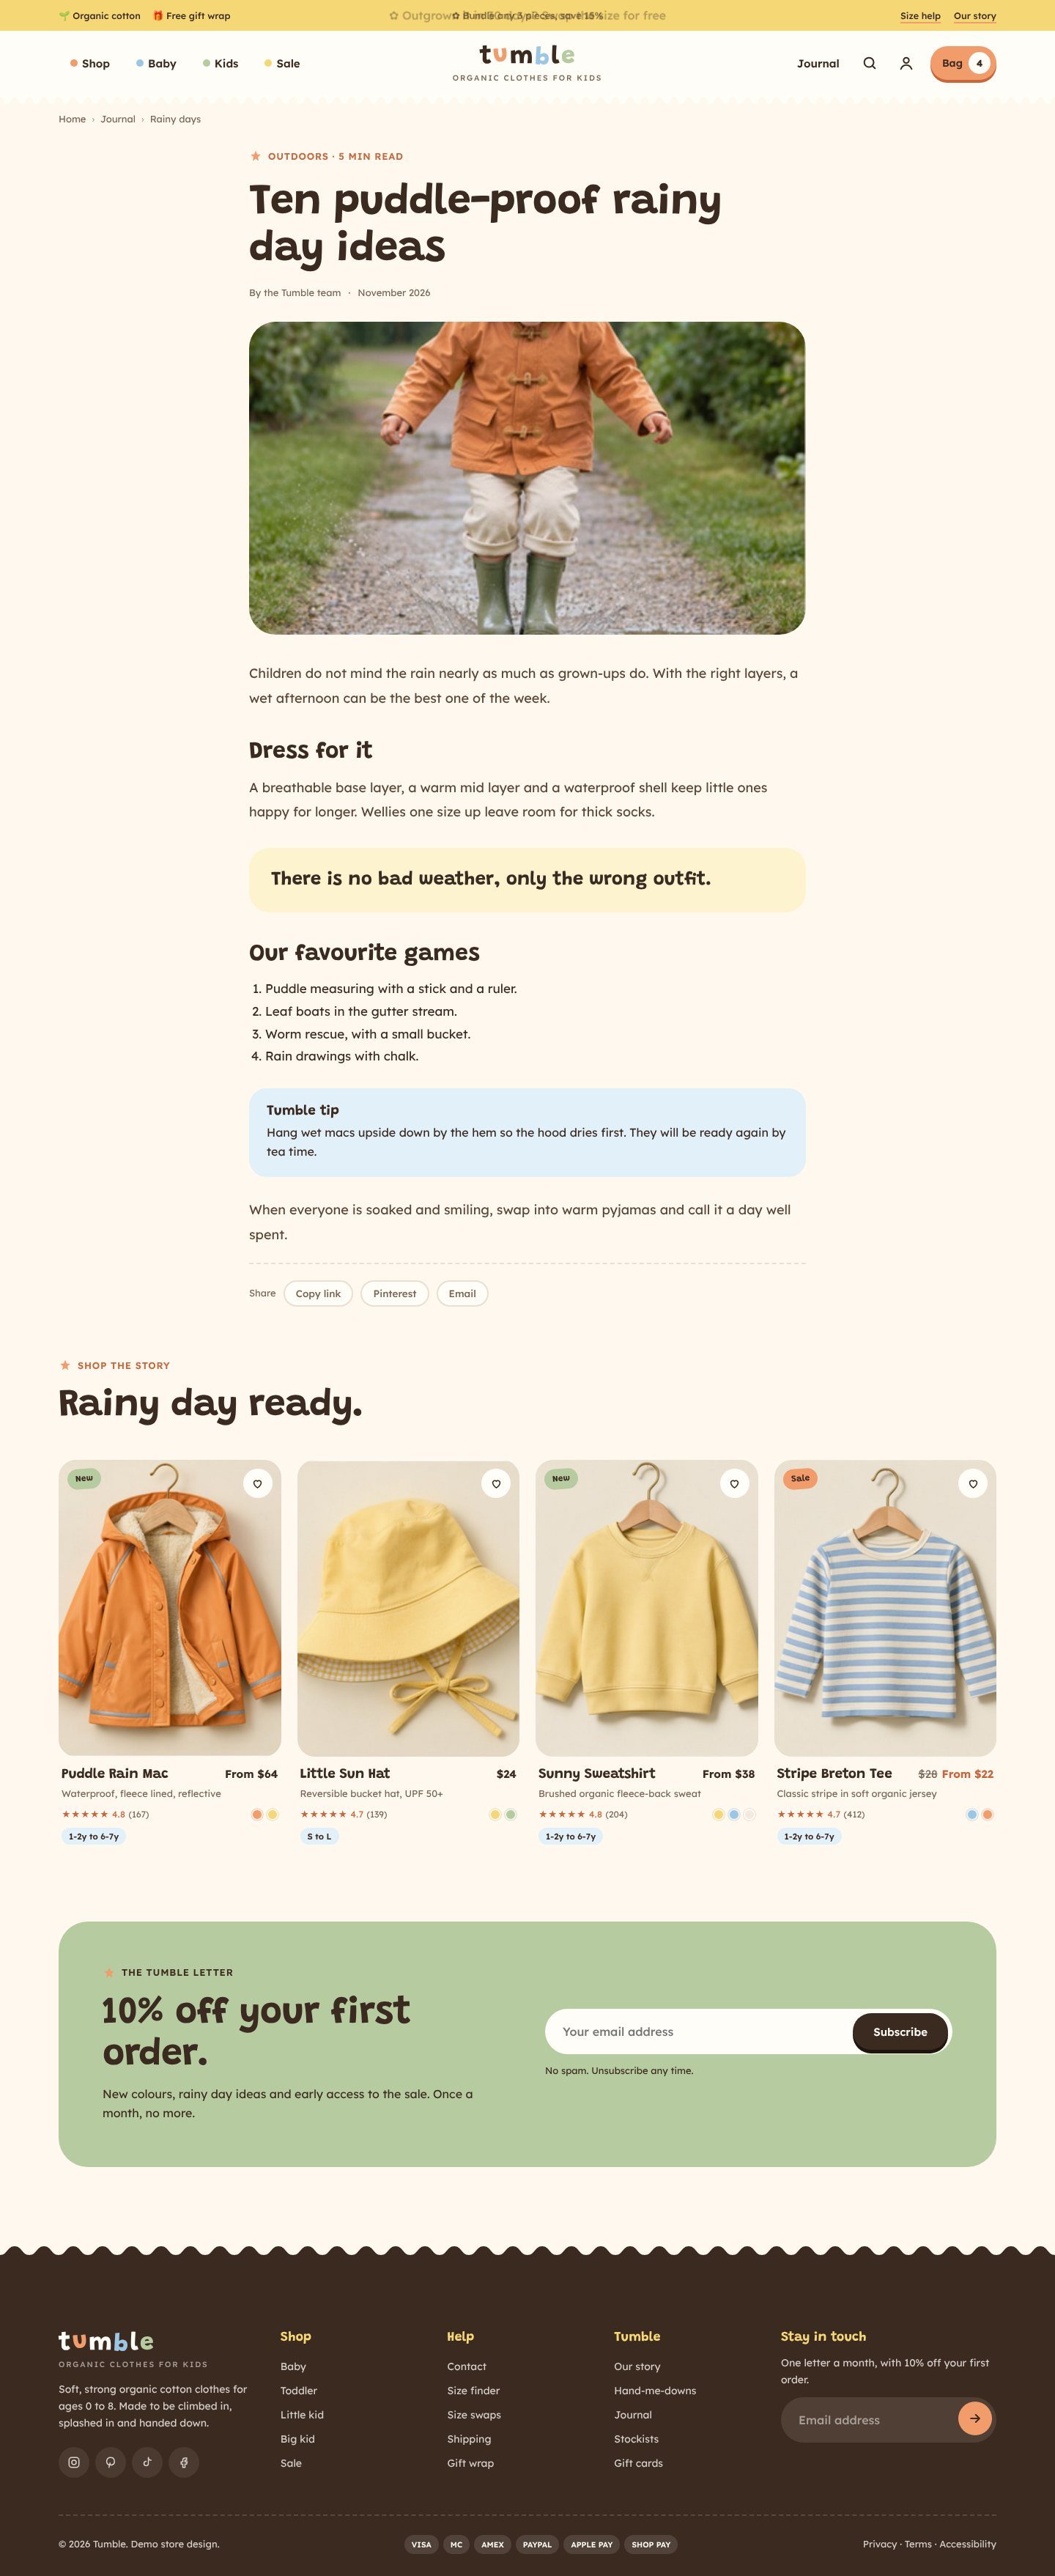 🌱 Organic cotton 🎁 Free gift wrap
✿ Bundle any 3 pieces, save 15%
size for free
Size help Our story
Shop Baby Kids Sale
tumble
ORGANIC CLOTHES FOR KIDS
Journal
Bag 4
Home › Journal › Rainy days
OUTDOORS · 5 MIN READ
Ten puddle-proof rainy
day ideas
By the Tumble team · November 2026
Children do not mind the rain nearly as much as grown-ups do. With the right layers, a
wet afternoon can be the best one of the week.
Dress for it
A breathable base layer, a warm mid layer and a waterproof shell keep little ones
happy for longer. Wellies one size up leave room for thick socks.
There is no bad weather, only the wrong outfit.
Our favourite games
1. Puddle measuring with a stick and a ruler.
2. Leaf boats in the gutter stream.
3. Worm rescue, with a small bucket.
4. Rain drawings with chalk.
Tumble tip
Hang wet macs upside down by the hem so the hood dries first. They will be ready again by
tea time.
When everyone is soaked and smiling, swap into warm pyjamas and call it a day well
spent.
Share Copy link Pinterest Email
SHOP THE STORY
Rainy day ready.
New
New
Sale
Puddle Rain Mac From $64
Waterproof, fleece lined, reflective
★★★★★ 4.8 (167)
1-2y to 6-7y
Little Sun Hat $24
Reversible bucket hat, UPF 50+
★★★★★ 4.7 (139)
S to L
Sunny Sweatshirt From $38
Brushed organic fleece-back sweat
★★★★★ 4.8 (204)
1-2y to 6-7y
Stripe Breton Tee $28 From $22
Classic stripe in soft organic jersey
★★★★★ 4.7 (412)
1-2y to 6-7y
THE TUMBLE LETTER
10% off your first
order.
New colours, rainy day ideas and early access to the sale. Once a
month, no more.
Your email address
Subscribe
No spam. Unsubscribe any time.
tumble
ORGANIC CLOTHES FOR KIDS
Soft, strong organic cotton clothes for
ages 0 to 8. Made to be climbed in,
splashed in and handed down.
Shop
Baby
Toddler
Little kid
Big kid
Sale
Help
Contact
Size finder
Size swaps
Shipping
Gift wrap
Tumble
Our story
Hand-me-downs
Journal
Stockists
Gift cards
Stay in touch
One letter a month, with 10% off your first
order.
Email address
© 2026 Tumble. Demo store design.
VISA MC AMEX PAYPAL APPLE PAY SHOP PAY
Privacy · Terms · Accessibility